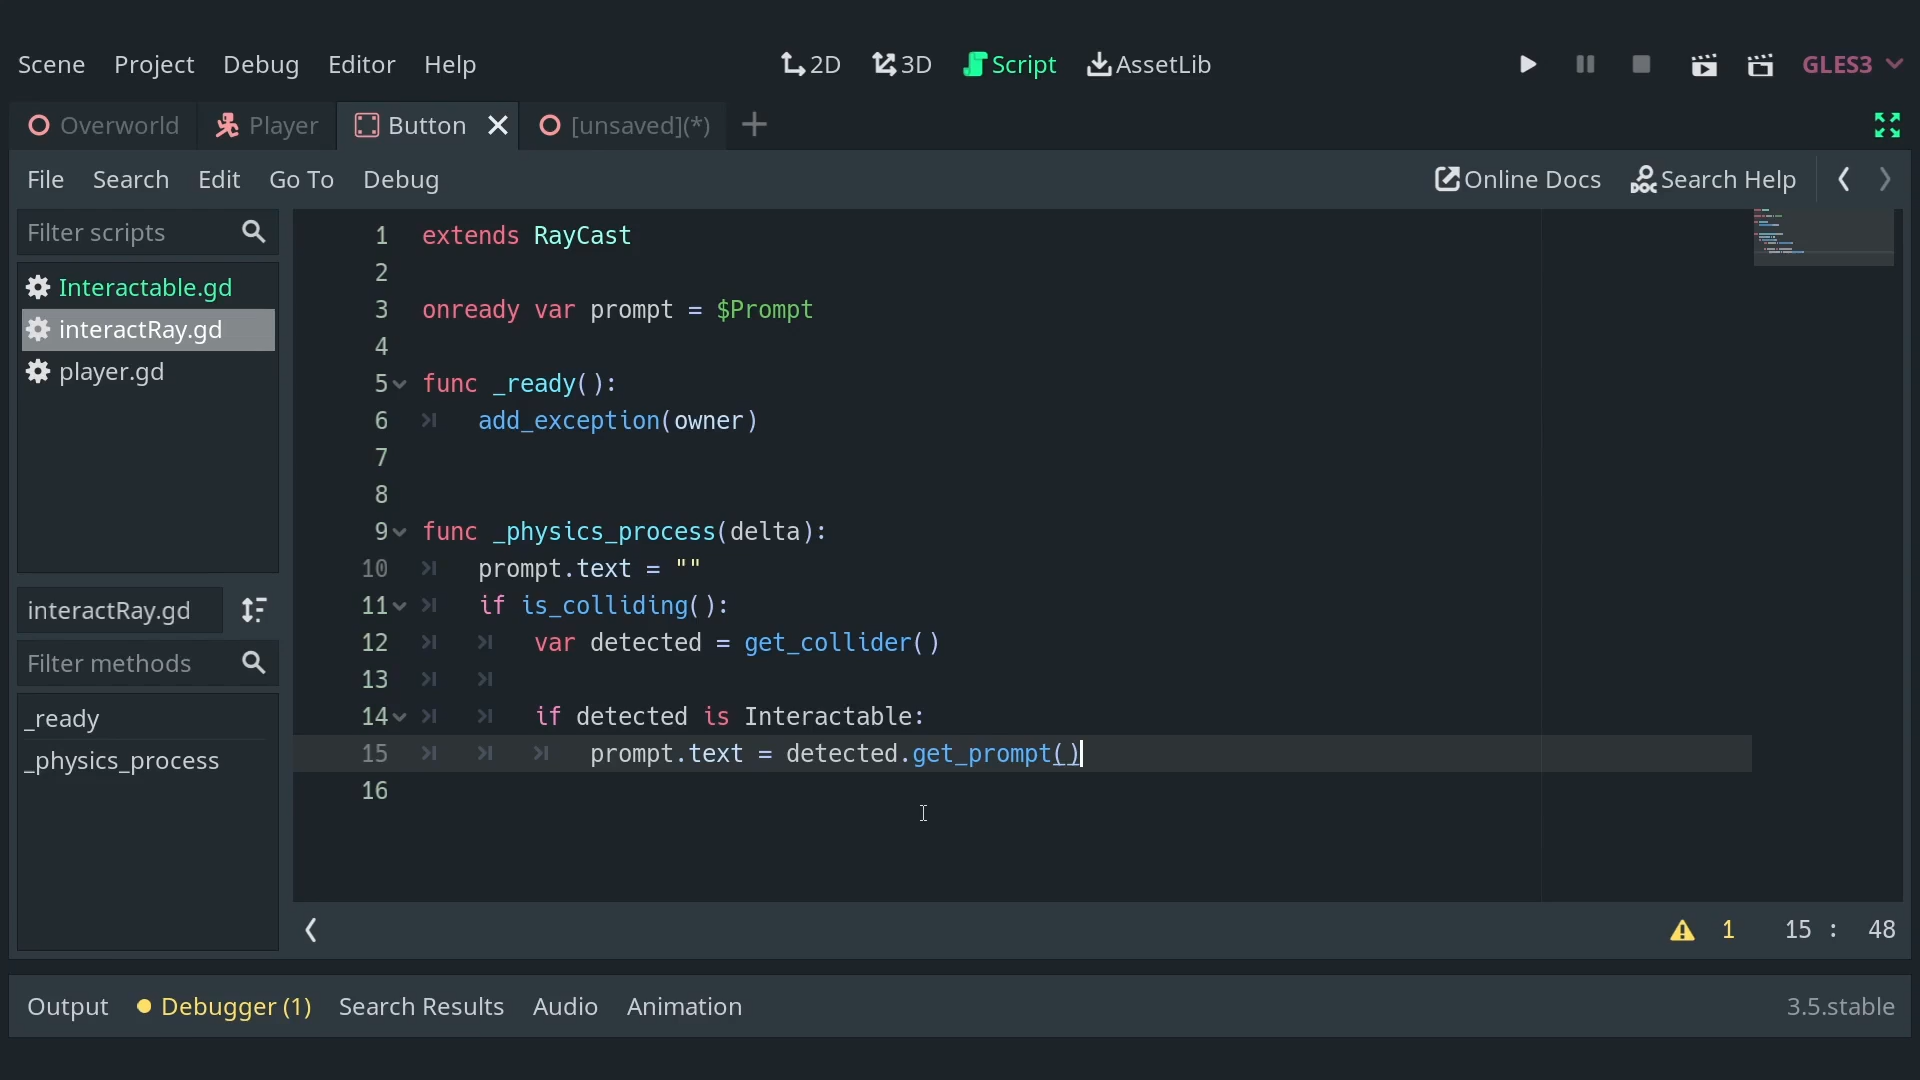 Scene Project Debug Editor Help 2D 3D Script AssetLib GLES3
Overworld Player Button [unsaved](*)
File Search Edit Go To Debug Online Docs Search Help
Filter scripts
Interactable.gd
interactRay.gd
player.gd
interactRay.gd
Filter methods
_ready
_physics_process
1 extends RayCast
2
3 onready var prompt = $Prompt
4
5 func _ready():
6 add_exception(owner)
7
8
9 func _physics_process(delta):
10 prompt.text = ""
11 if is_colliding():
12 var detected = get_collider()
13
14 if detected is Interactable:
15 prompt.text = detected.get_prompt()
16
1 15 : 48
Output Debugger (1) Search Results Audio Animation 3.5.stable